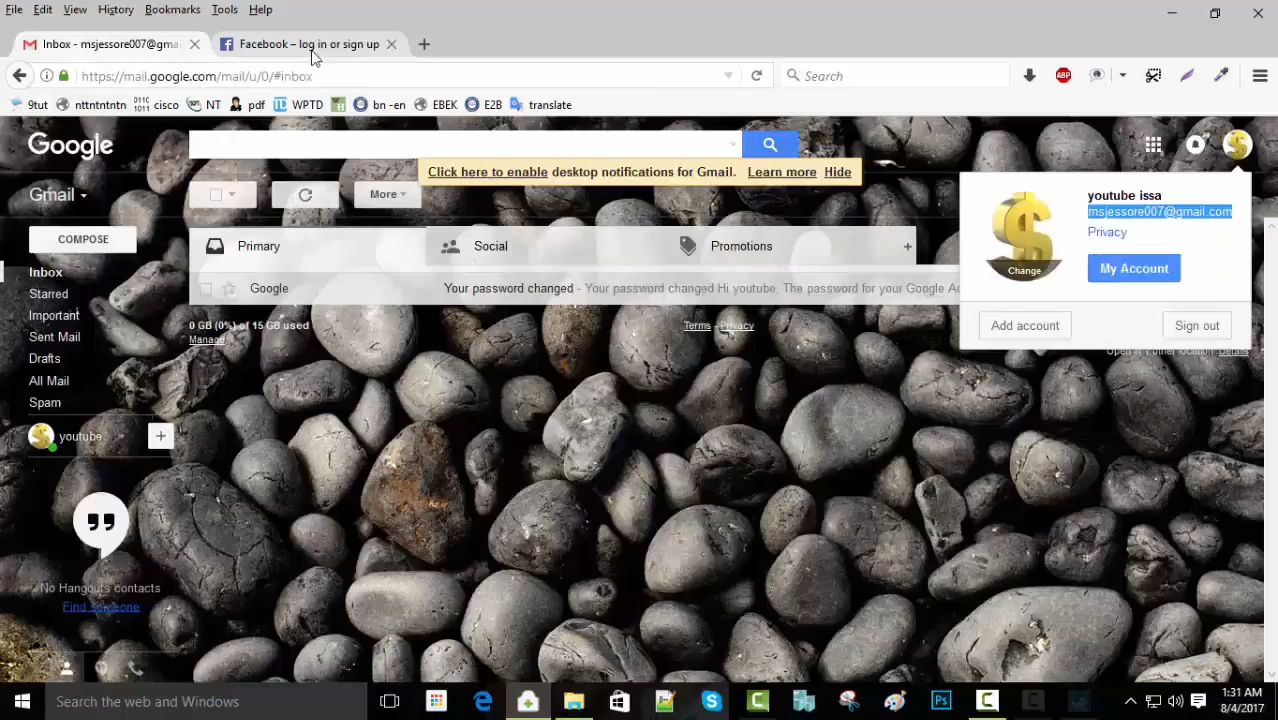 File Edit View History Bookmarks Tools Help
Inbox - msjessore007@gma
Facebook – log in or sign up
https://mail.google.com/mail/u/0/#inbox
Search
ABP
9tut nttntntntn cisco NT pdf WPTD bn -en EBEK E2B translate
Google
Click here to enable desktop notifications for Gmail. Learn more Hide
Gmail
More
youtube issa
msjessore007@gmail.com
Privacy
My Account
Change
Add account
Sign out
COMPOSE
Primary
Social
Promotions
Inbox
Google
Your password changed - Your password changed Hi youtube, The password for your Google Ac
Starred
Important
Sent Mail
Drafts
All Mail
Spam
0 GB (0%) of 15 GB used
Manage
Terms - Privacy
Details
youtube
No Hangouts contacts
Find someone
Search the web and Windows
Ps
1:31 AM
8/4/2017